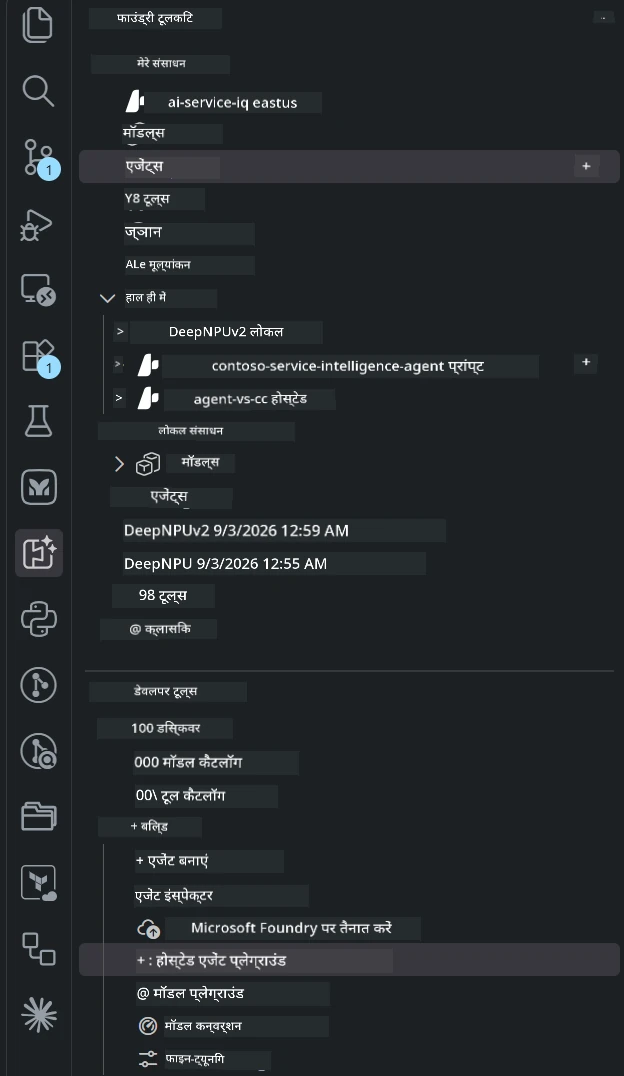 फाउंड्री टूलकटि
मेरे संसाधन
ai-service-iq eastus
मॉडल्स
एजेंट्स
Y8 टूल्स
ज्ञान
ALe मूल्यांकन
हाल ही मे
DeepNPUv2 लोकल
contoso-service-intelligence-agent प्रांप्ट
agent-vs-cc होस्टेड
लोकल संसाधन
मॉडल्स
एजेंट्स
DeepNPUv2 9/3/2026 12:59 AM
DeepNPU 9/3/2026 12:55 AM
98 टूल्स
@ क्लासकि
डेवलपर टूल्स
100 डस्किवर
000 मॉडल कैटलॉग
00\ टूल कैटलॉग
+ बल्डि
+ एजेंट बनाएं
एजेंट इंस्पेक्टर
Microsoft Foundry पर तैनात करें
+ : होस्टेड एजेंट प्लेग्राउंड
@ मॉडल प्लेग्राउंड
मॉडल कन्वर्शन
फाइन-ट्यूनगि